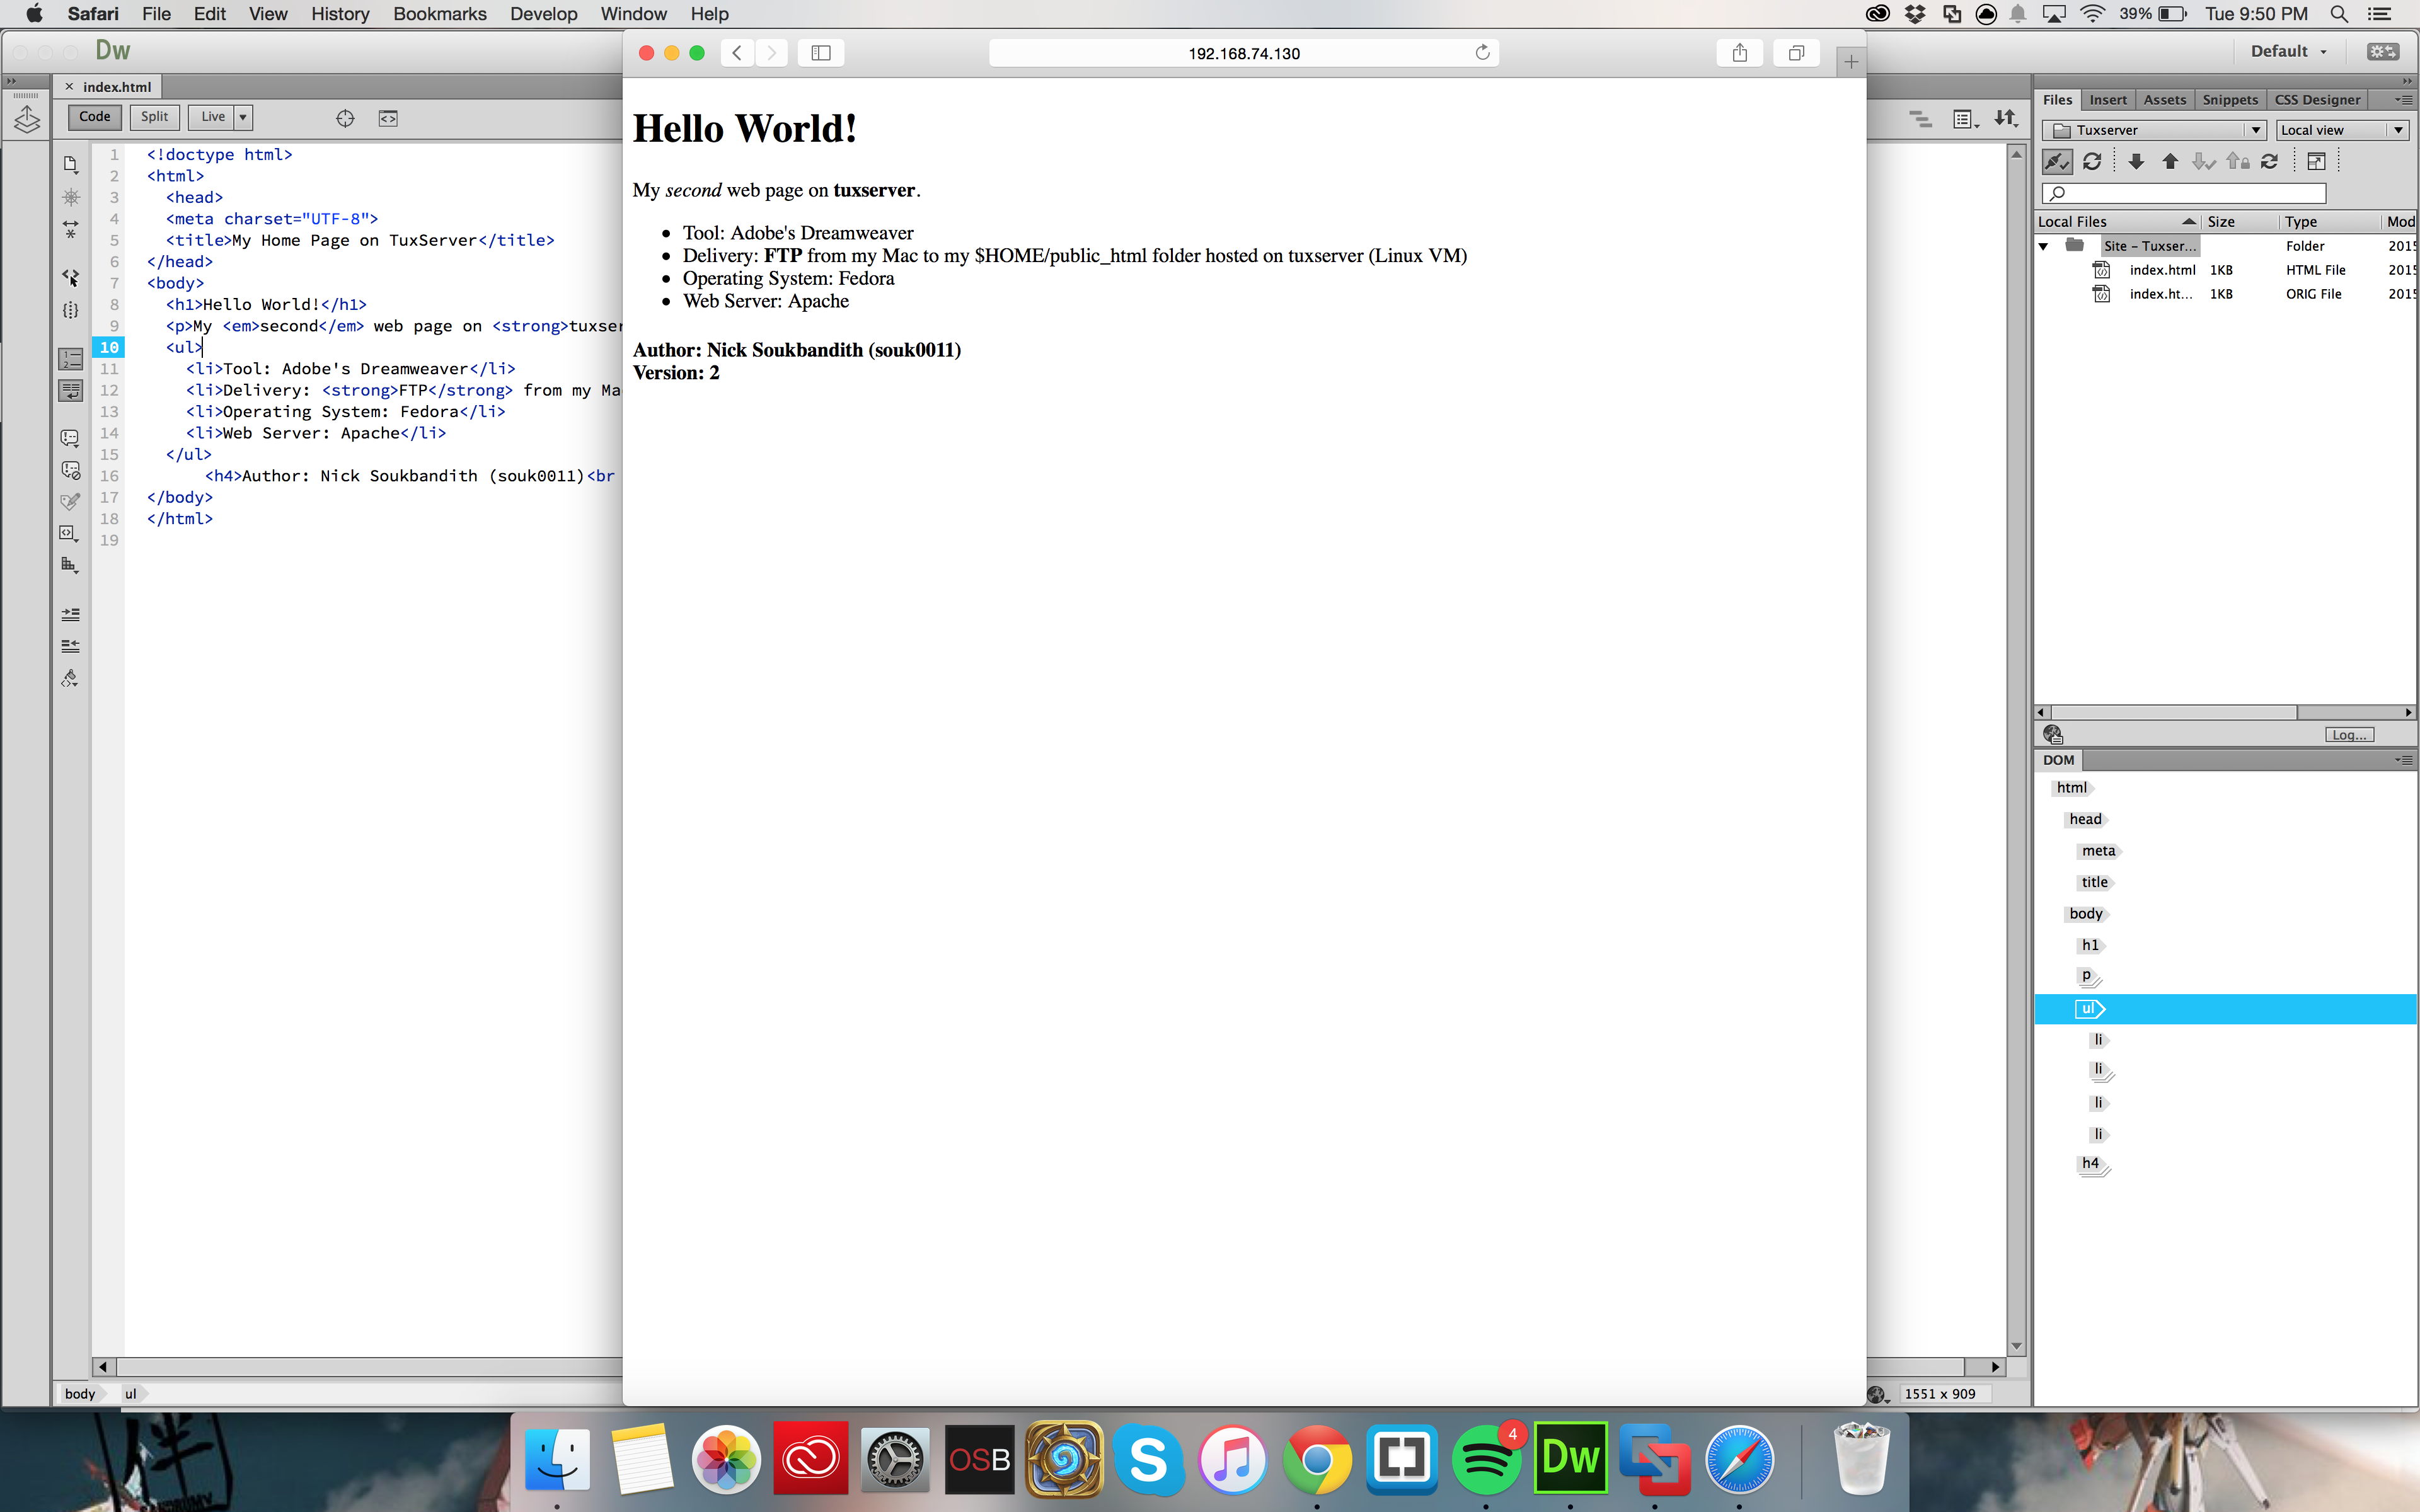 Safari File Edit View History Bookmarks Develop Window Help
39% Tue 9:50 PM
Dw
Default
192.168.74.130
index.html
Code Split Live
1 <!doctype html>
2 <html>
3 <head>
4 <meta charset="UTF-8">
5 <title>My Home Page on TuxServer</title>
6 </head>
7 <body>
8 <h1>Hello World!</h1>
9 <p>My <em>second</em> web page on <strong>tuxser
10 <ul>
11 <li>Tool: Adobe's Dreamweaver</li>
12 <li>Delivery: <strong>FTP</strong> from my Ma
13 <li>Operating System: Fedora</li>
14 <li>Web Server: Apache</li>
15 </ul>
16 <h4>Author: Nick Soukbandith (souk0011)<br
17 </body>
18 </html>
19
body ul
Hello World!
My second web page on tuxserver.
• Tool: Adobe's Dreamweaver
• Delivery: FTP from my Mac to my $HOME/public_html folder hosted on tuxserver (Linux VM)
• Operating System: Fedora
• Web Server: Apache
Author: Nick Soukbandith (souk0011)
Version: 2
1551 x 909
Files Insert Assets Snippets CSS Designer
Tuxserver Local view
Local Files Size Type Mod
Site – Tuxser... Folder 2015
index.html 1KB HTML File 2015
index.ht... 1KB ORIG File 2015
Log...
DOM
html
head
meta
title
body
h1
p
ul
li
li
li
li
h4
OSB
S
4
Dw